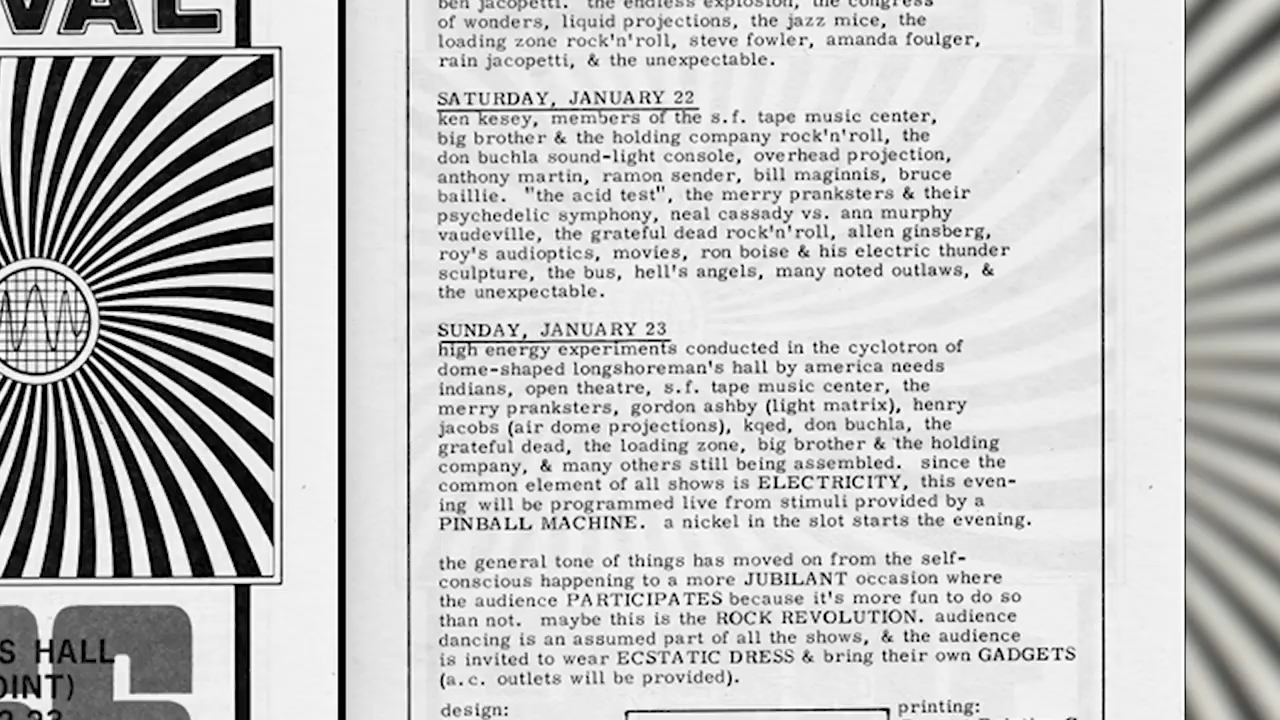 VAL
S HALL
OINT)
ben jacopetti. the endless explosion, the congress
of wonders, liquid projections, the jazz mice, the
loading zone rock'n'roll, steve fowler, amanda foulger,
rain jacopetti, & the unexpectable.
SATURDAY, JANUARY 22
ken kesey, members of the s.f. tape music center,
big brother & the holding company rock'n'roll, the
don buchla sound-light console, overhead projection,
anthony martin, ramon sender, bill maginnis, bruce
baillie. "the acid test", the merry pranksters & their
psychedelic symphony, neal cassady vs. ann murphy
vaudeville, the grateful dead rock'n'roll, allen ginsberg,
roy's audioptics, movies, ron boise & his electric thunder
sculpture, the bus, hell's angels, many noted outlaws, &
the unexpectable.
SUNDAY, JANUARY 23
high energy experiments conducted in the cyclotron of
dome-shaped longshoreman's hall by america needs
indians, open theatre, s.f. tape music center, the
merry pranksters, gordon ashby (light matrix), henry
jacobs (air dome projections), kqed, don buchla, the
grateful dead, the loading zone, big brother & the holding
company, & many others still being assembled. since the
common element of all shows is ELECTRICITY, this even-
ing will be programmed live from stimuli provided by a
PINBALL MACHINE. a nickel in the slot starts the evening.
the general tone of things has moved on from the self-
conscious happening to a more JUBILANT occasion where
the audience PARTICIPATES because it's more fun to do so
than not. maybe this is the ROCK REVOLUTION. audience
dancing is an assumed part of all the shows, & the audience
is invited to wear ECSTATIC DRESS & bring their own GADGETS
(a.c. outlets will be provided).
design:
printing: